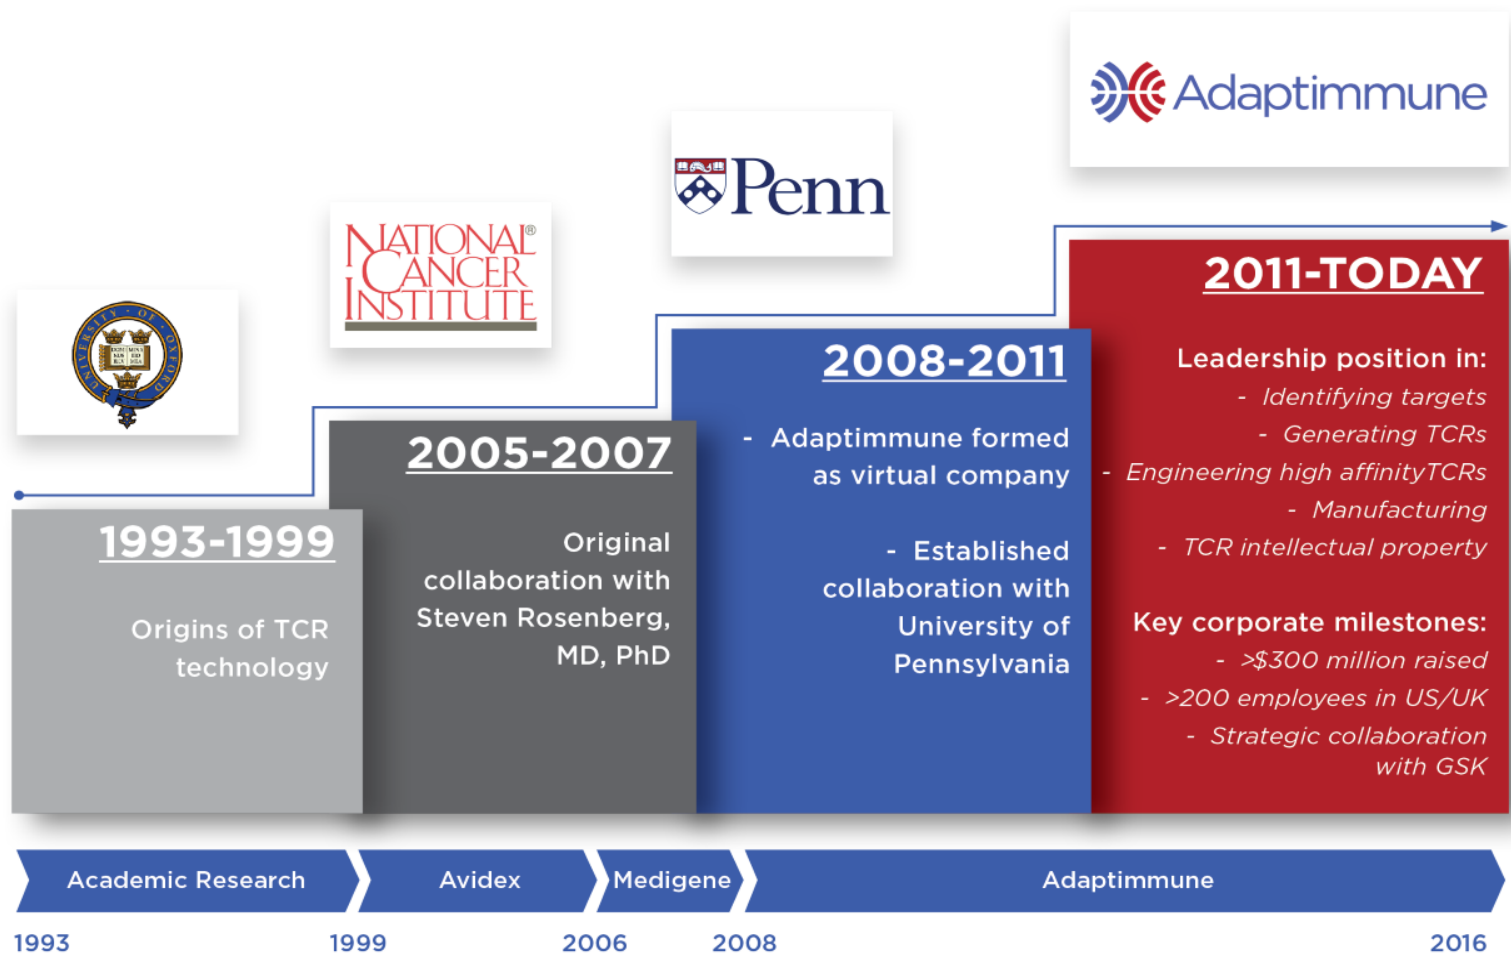 Adaptimmune
Penn
NATIONAL®
CANCER
INSTITUTE
UNIVERSITY · OF · OXFORD
2011-TODAY
Leadership position in:
- Identifying targets
- Generating TCRs
- Engineering high affinityTCRs
- Manufacturing
- TCR intellectual property
Key corporate milestones:
- >$300 million raised
- >200 employees in US/UK
- Strategic collaboration
with GSK
2008-2011
- Adaptimmune formed
as virtual company
- Established
collaboration with
University of
Pennsylvania
2005-2007
Original
collaboration with
Steven Rosenberg,
MD, PhD
1993-1999
Origins of TCR
technology
Academic Research
Avidex
Medigene
Adaptimmune
1993
1999
2006
2008
2016